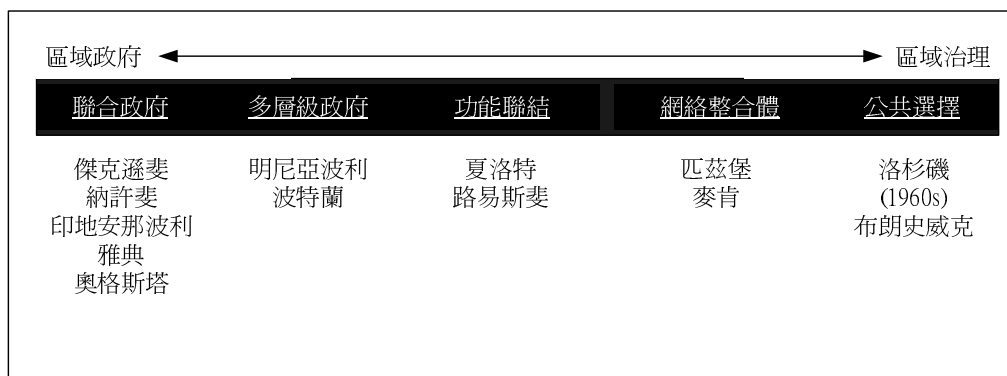 區域政府 區域治理
聯合政府 多層級政府 功能聯結 網絡整合體 公共選擇
傑克遜斐 明尼亞波利 夏洛特 匹茲堡 洛杉磯
納許斐 波特蘭 路易斯斐 麥肯 (1960s)
印地安那波利 布朗史威克
雅典
奧格斯塔